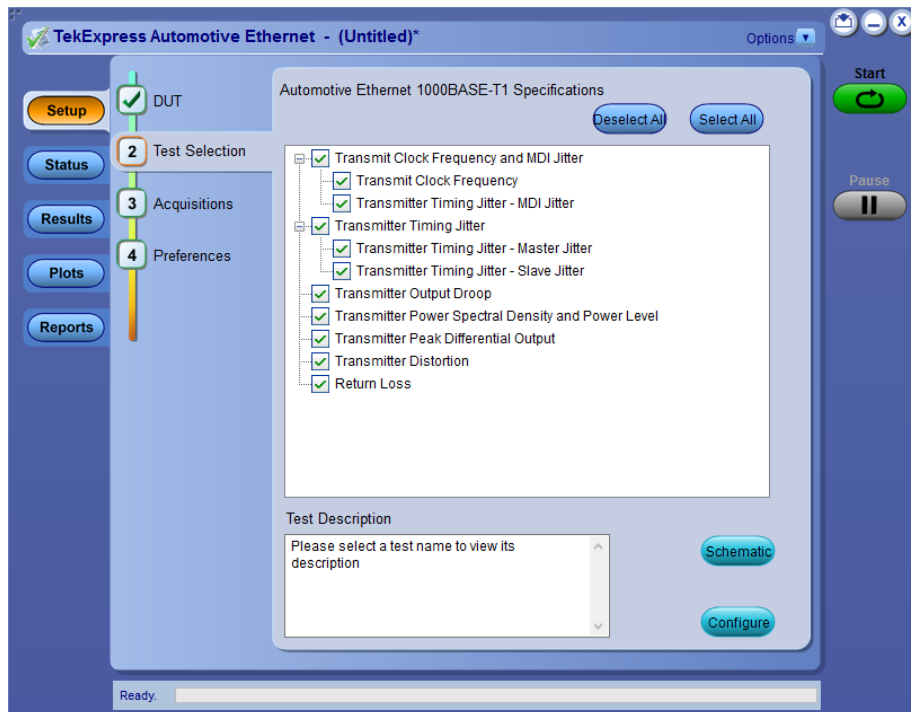 TekExpress Automotive Ethernet - (Untitled)*
Options
Start
Pause
Setup
Status
Results
Plots
Reports
DUT
2 Test Selection
3 Acquisitions
4 Preferences
Automotive Ethernet 1000BASE-T1 Specifications
Deselect All
Select All
Transmit Clock Frequency and MDI Jitter
Transmit Clock Frequency
Transmitter Timing Jitter - MDI Jitter
Transmitter Timing Jitter
Transmitter Timing Jitter - Master Jitter
Transmitter Timing Jitter - Slave Jitter
Transmitter Output Droop
Transmitter Power Spectral Density and Power Level
Transmitter Peak Differential Output
Transmitter Distortion
Return Loss
Test Description
Please select a test name to view its
description
Schematic
Configure
Ready.